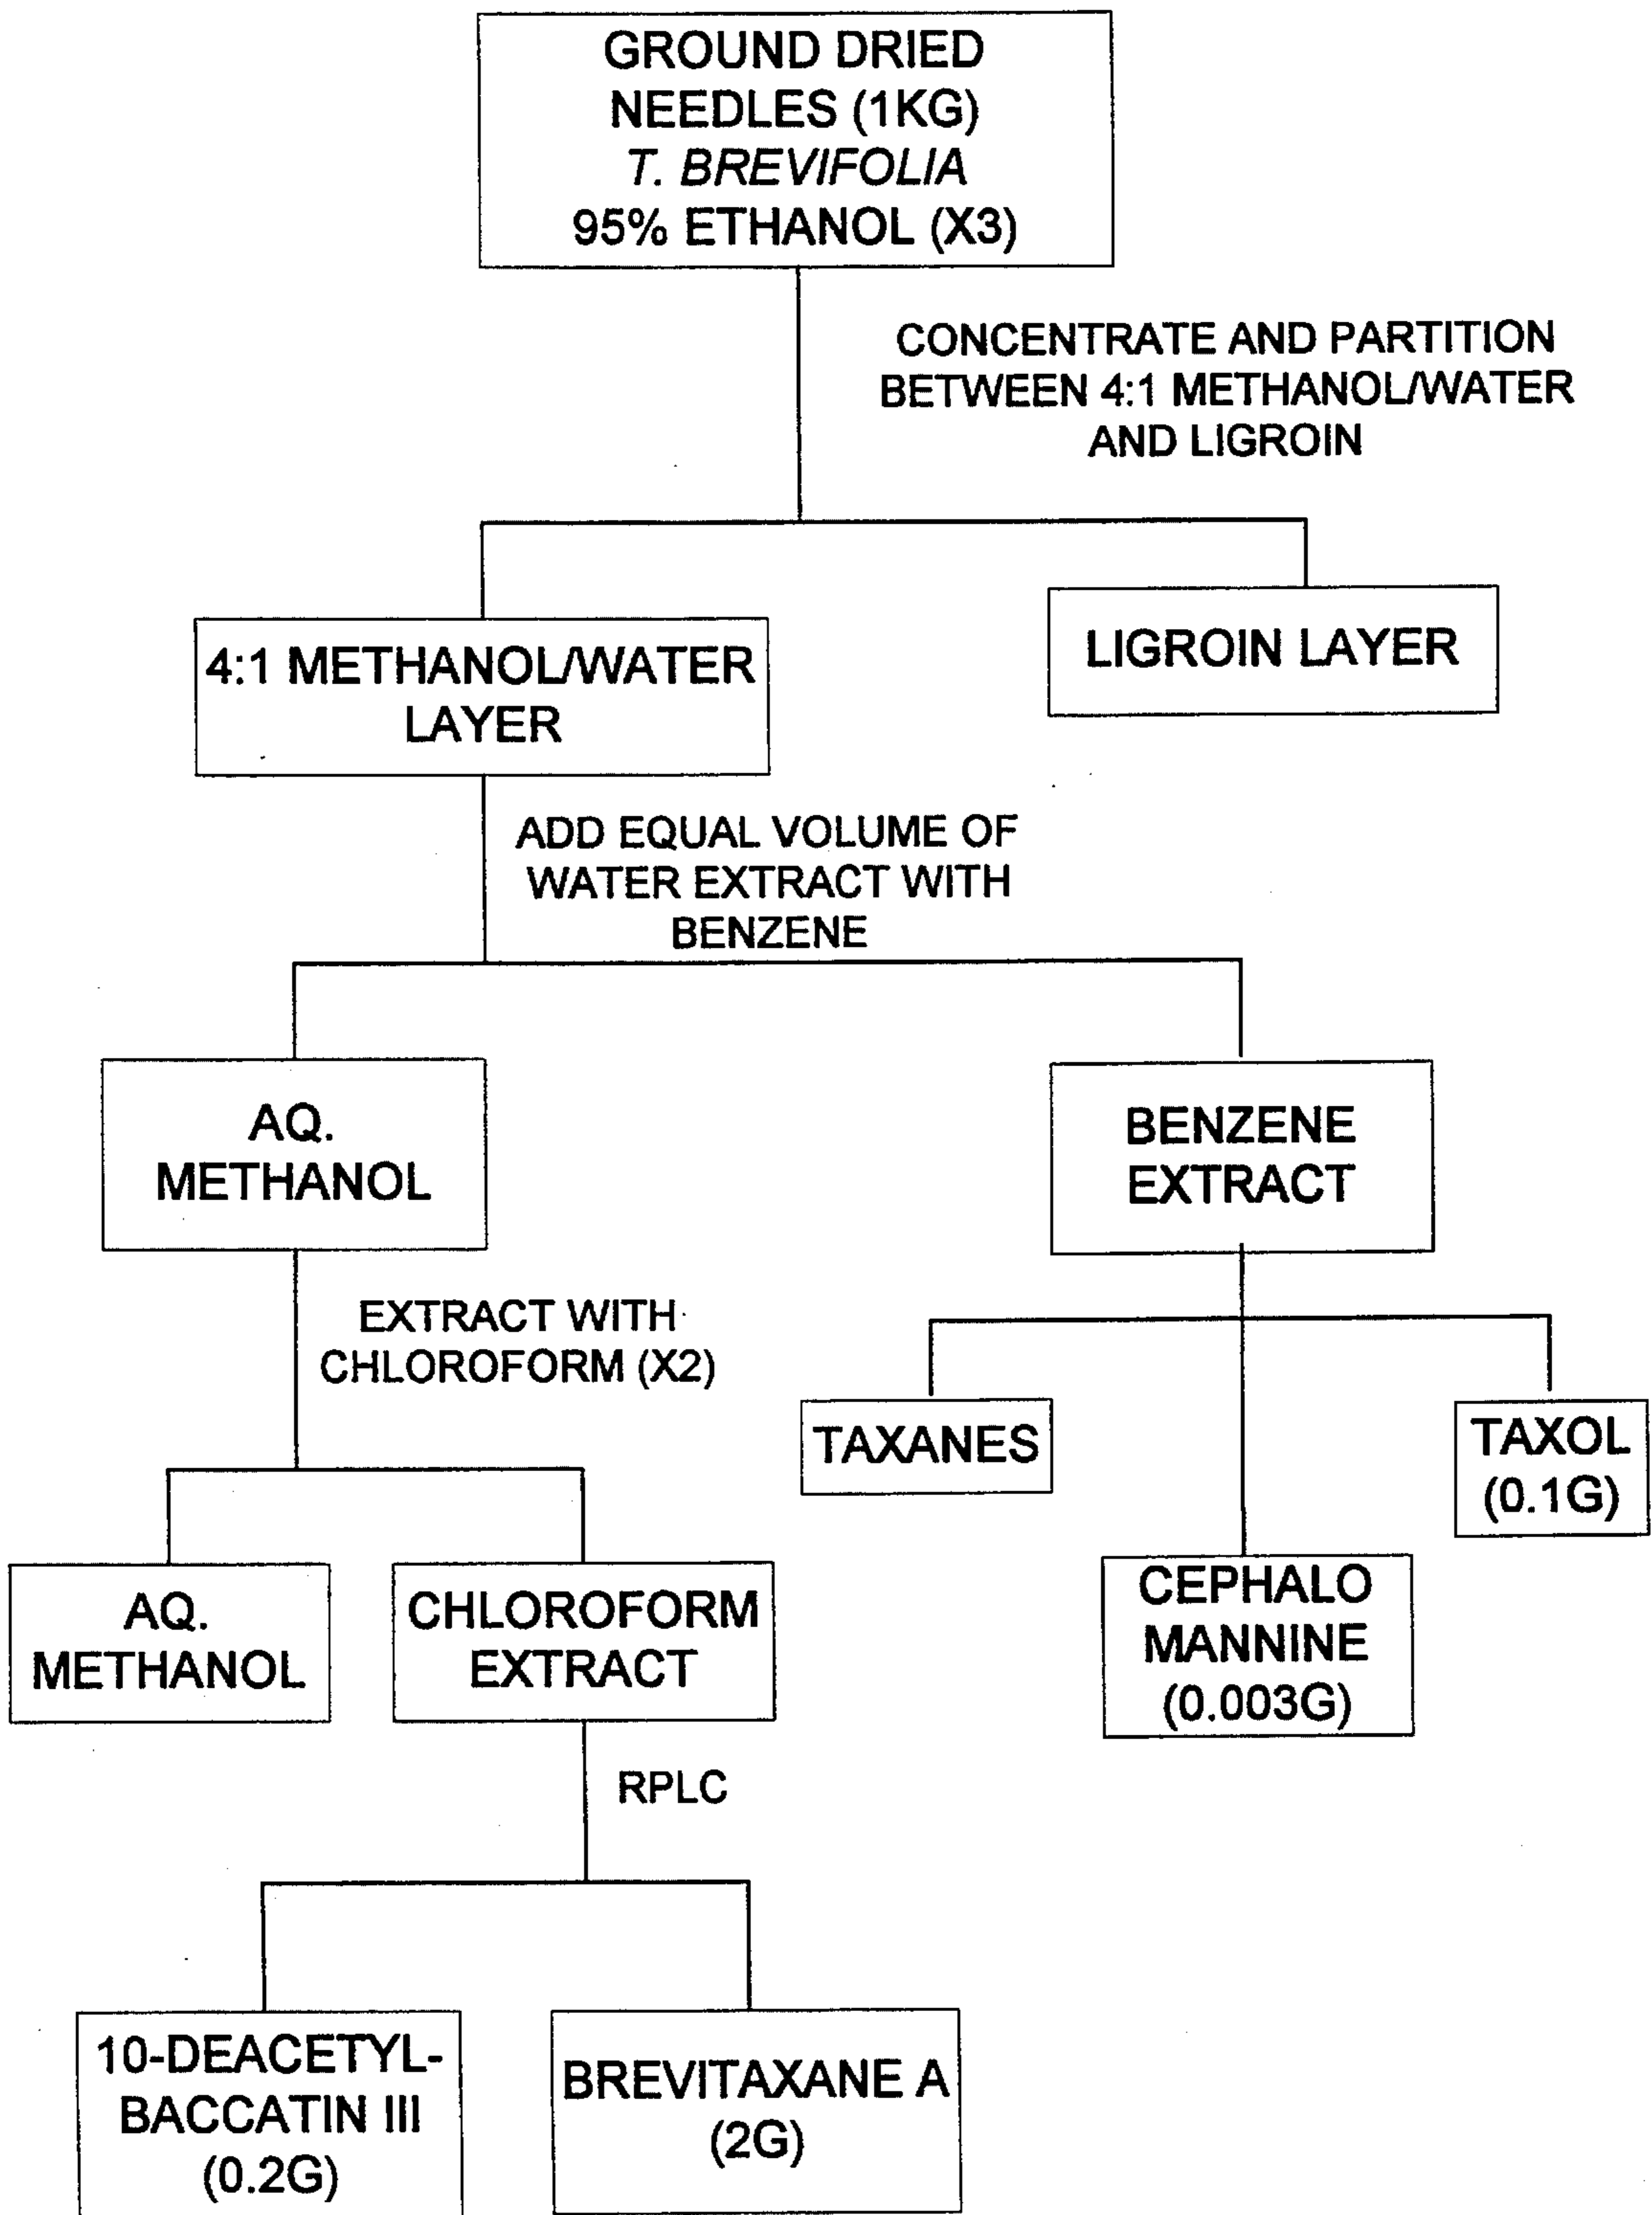 GROUND DRIED
NEEDLES (1KG)
T. BREVIFOLIA
95% ETHANOL (X3)
CONCENTRATE AND PARTITION
BETWEEN 4:1 METHANOL/WATER
AND LIGROIN
4:1 METHANOL/WATER
LAYER
LIGROIN LAYER
ADD EQUAL VOLUME OF
WATER EXTRACT WITH
BENZENE
AQ.
METHANOL
BENZENE
EXTRACT
EXTRACT WITH
CHLOROFORM (X2)
TAXANES
TAXOL
(0.1G)
CEPHALO
MANNINE
(0.003G)
AQ.
METHANOL
CHLOROFORM
EXTRACT
RPLC
10-DEACETYL-
BACCATIN III
(0.2G)
BREVITAXANE A
(2G)